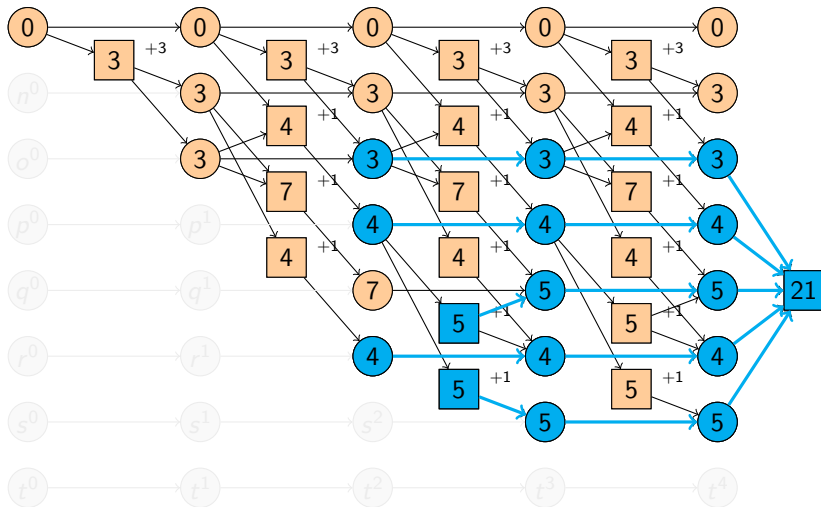 0 0 0 0 0
3 +3 3 +3 3 +3 3 +3
n⁰ 3 3 3 3
4 +1 4 +1 4 +1
o⁰ 3 3 3 3
7 +1 7 +1 7 +1
p⁰ p¹ 4 4 4
4 +1 4 +1 4 +1
q⁰ q¹ 7 5 5 21
5 +1 5 +1
r⁰ r¹ 4 4 4
5 +1 5 +1
s⁰ s¹ s² 5 5
t⁰ t¹ t² t³ t⁴